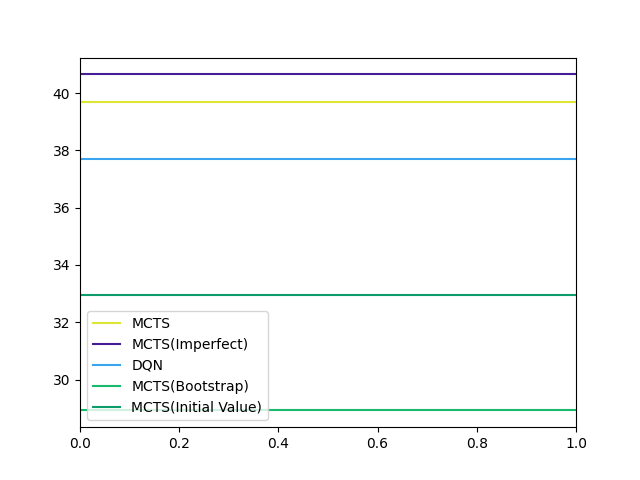 40
38
36
34
32
30
MCTS
MCTS(Imperfect)
DQN
MCTS(Bootstrap)
MCTS(Initial Value)
0.0 0.2 0.4 0.6 0.8 1.0